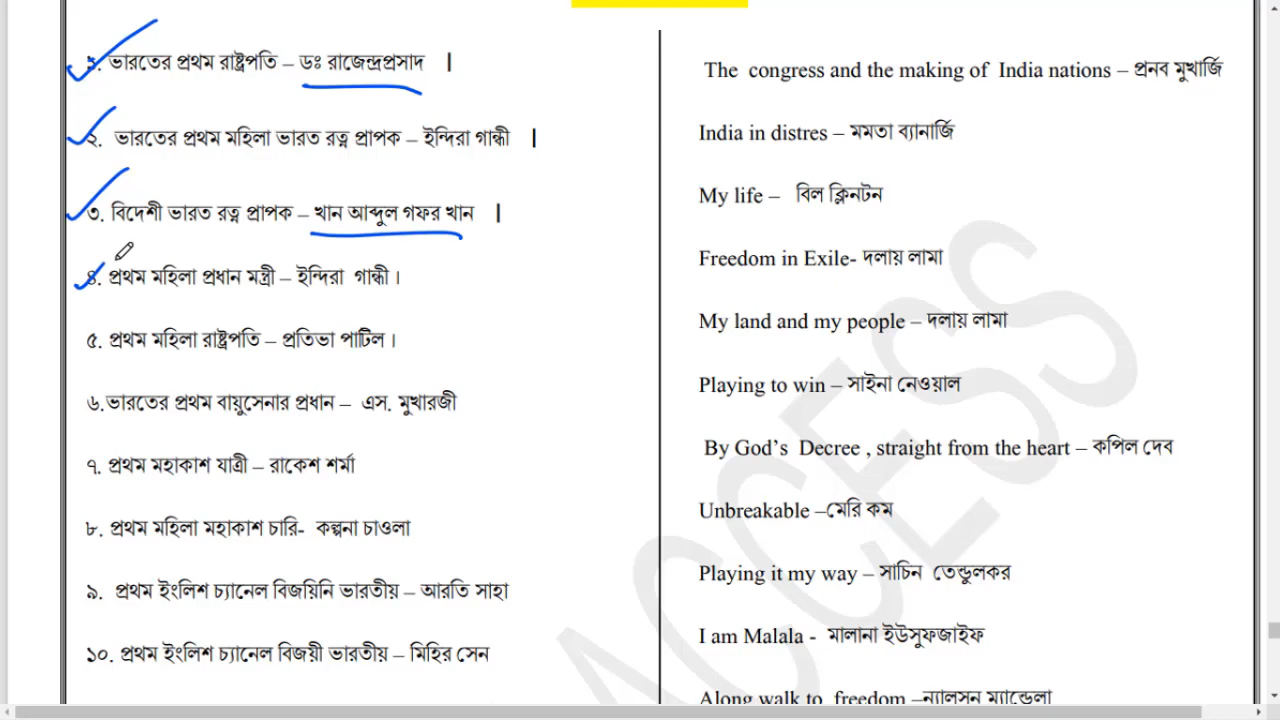 ১. ভারতের প্রথম রাষ্ট্রপতি – ডঃ রাজেন্দ্রপ্রসাদ |
২. ভারতের প্রথম মহিলা ভারত রত্ন প্রাপক – ইন্দিরা গান্ধী |
৩. বিদেশী ভারত রত্ন প্রাপক – খান আব্দুল গফর খান |
৪. প্রথম মহিলা প্রধান মন্ত্রী – ইন্দিরা গান্ধী।
৫. প্রথম মহিলা রাষ্ট্রপতি – প্রতিভা পাটিল।
৬.ভারতের প্রথম বায়ুসেনার প্রধান – এস. মুখারজী
৭. প্রথম মহাকাশ যাত্রী – রাকেশ শর্মা
৮. প্রথম মহিলা মহাকাশ চারি- কল্পনা চাওলা
৯. প্রথম ইংলিশ চ্যানেল বিজয়িনি ভারতীয় – আরতি সাহা
১০. প্রথম ইংলিশ চ্যানেল বিজয়ী ভারতীয় – মিহির সেন
The congress and the making of India nations – প্রনব মুখার্জি
India in distres – মমতা ব্যানার্জি
My life – বিল ক্লিনটন
Freedom in Exile- দলায় লামা
My land and my people – দলায় লামা
Playing to win – সাইনা নেওয়াল
By God’s Decree , straight from the heart – কপিল দেব
Unbreakable –মেরি কম
Playing it my way – সাচিন তেন্ডুলকর
I am Malala - মালানা ইউসুফজাইফ
Along walk to freedom –ন্যালসন ম্যান্ডেলা
ACCESS